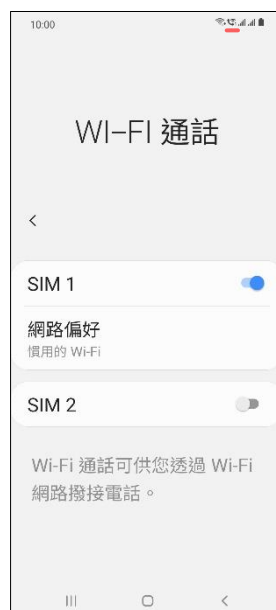 10:00
WI-FI 通話
SIM 1
網路偏好
慣用的 Wi-Fi
SIM 2
Wi-Fi 通話可供您透過 Wi-Fi
網路撥接電話。